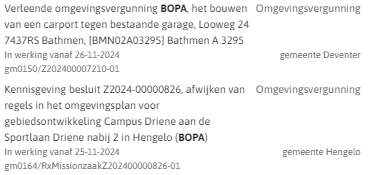 Verleende omgevingsvergunning BOPA, het bouwen Omgevingsvergunning
van een carport tegen bestaande garage, Looweg 24
7437RS Bathmen, [BMN02A03295] Bathmen A 3295
In werking vanaf 26-11-2024 gemeente Deventer
gm0150/Z202400007210-01
Kennisgeving besluit Z2024-00000826, afwijken van Omgevingsvergunning
regels in het omgevingsplan voor
gebiedsontwikkeling Campus Driene aan de
Sportlaan Driene nabij 2 in Hengelo (BOPA)
In werking vanaf 25-11-2024 gemeente Hengelo
gm0164/RxMissionzaakZ202400000826-01